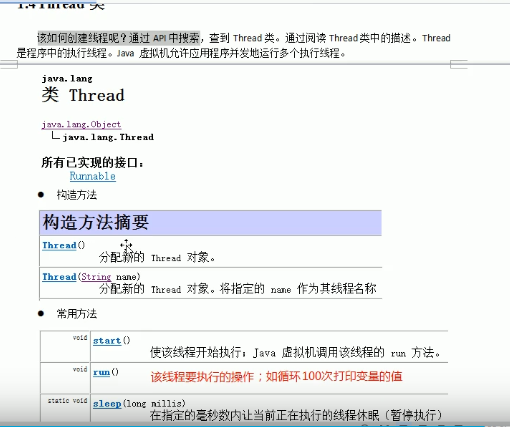 1.4 Thread 类
该如何创建线程呢？通过 API 中搜索，查到 Thread 类。通过阅读 Thread 类中的描述。Thread
是程序中的执行线程。Java 虚拟机允许应用程序并发地运行多个执行线程。
java.lang
类 Thread
java.lang.Object
java.lang.Thread
所有已实现的接口：
Runnable
● 构造方法
构造方法摘要
Thread()
分配新的 Thread 对象。
Thread(String name)
分配新的 Thread 对象。将指定的 name 作为其线程名称
● 常用方法
void start()
使该线程开始执行；Java 虚拟机调用该线程的 run 方法。
void run() 该线程要执行的操作；如循环100次打印变量的值
static void sleep(long millis)
在指定的毫秒数内让当前正在执行的线程休眠（暂停执行）